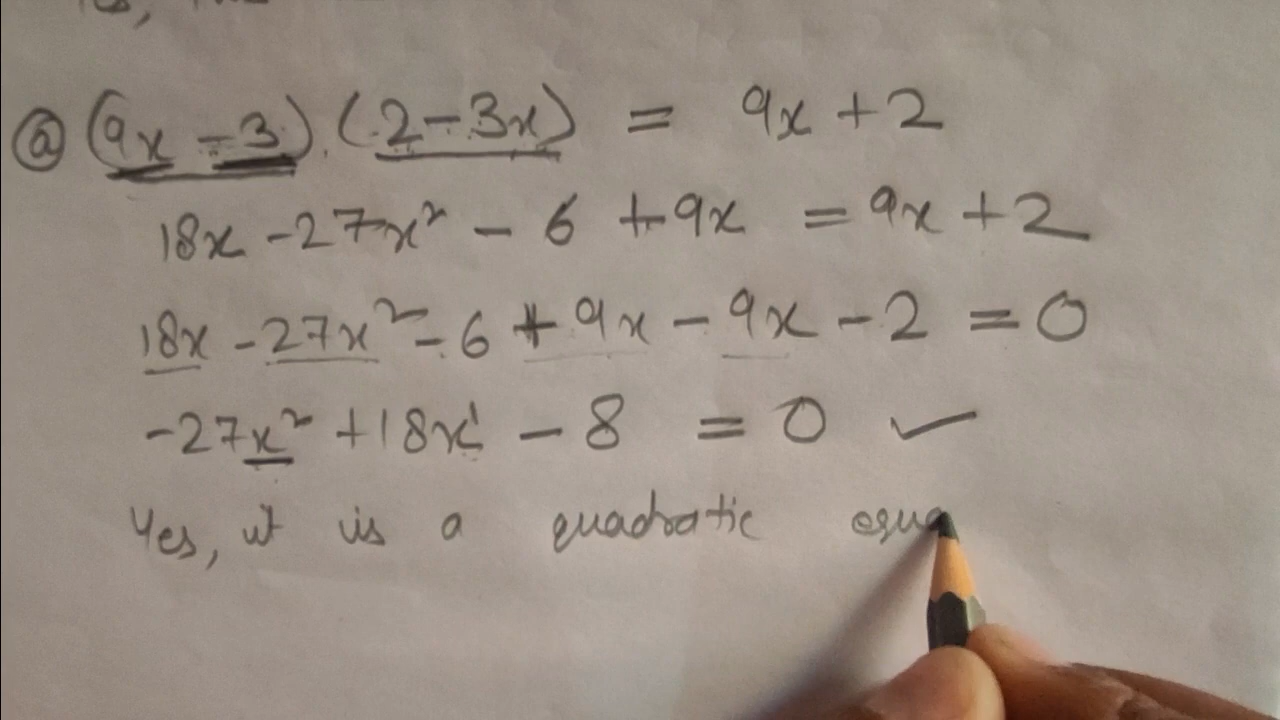 ⓐ (9x - 3).(2 - 3x) = 9x + 2
18x - 27x² - 6 + 9x = 9x + 2
18x - 27x² - 6 + 9x - 9x - 2 = 0
-27x² + 18x¹ - 8 = 0 ✓
Yes, it is a quadratic equa